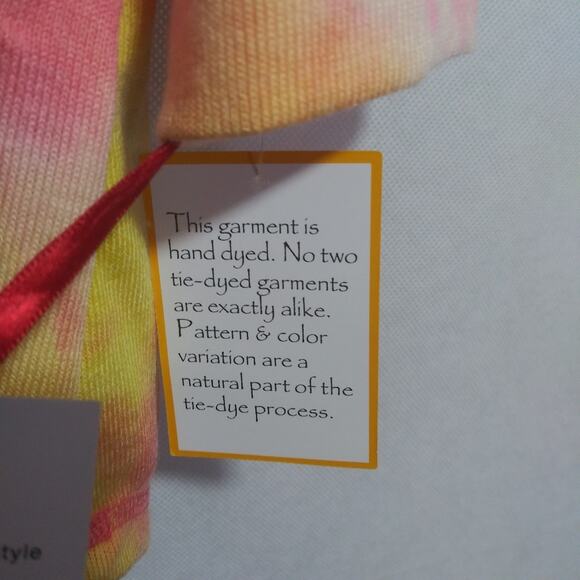 This garment is
hand dyed. No two
tie-dyed garments
are exactly alike.
Pattern & color
variation are a
natural part of the
tie-dye process.
tyle